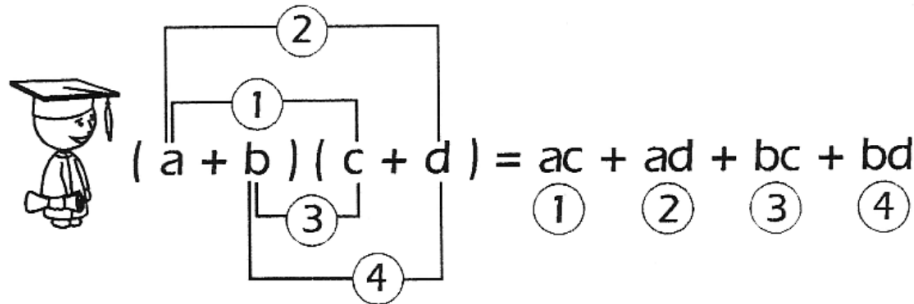 ②
①
( a + b ) ( c + d ) = ac + ad + bc + bd
① ② ③ ④
③
④